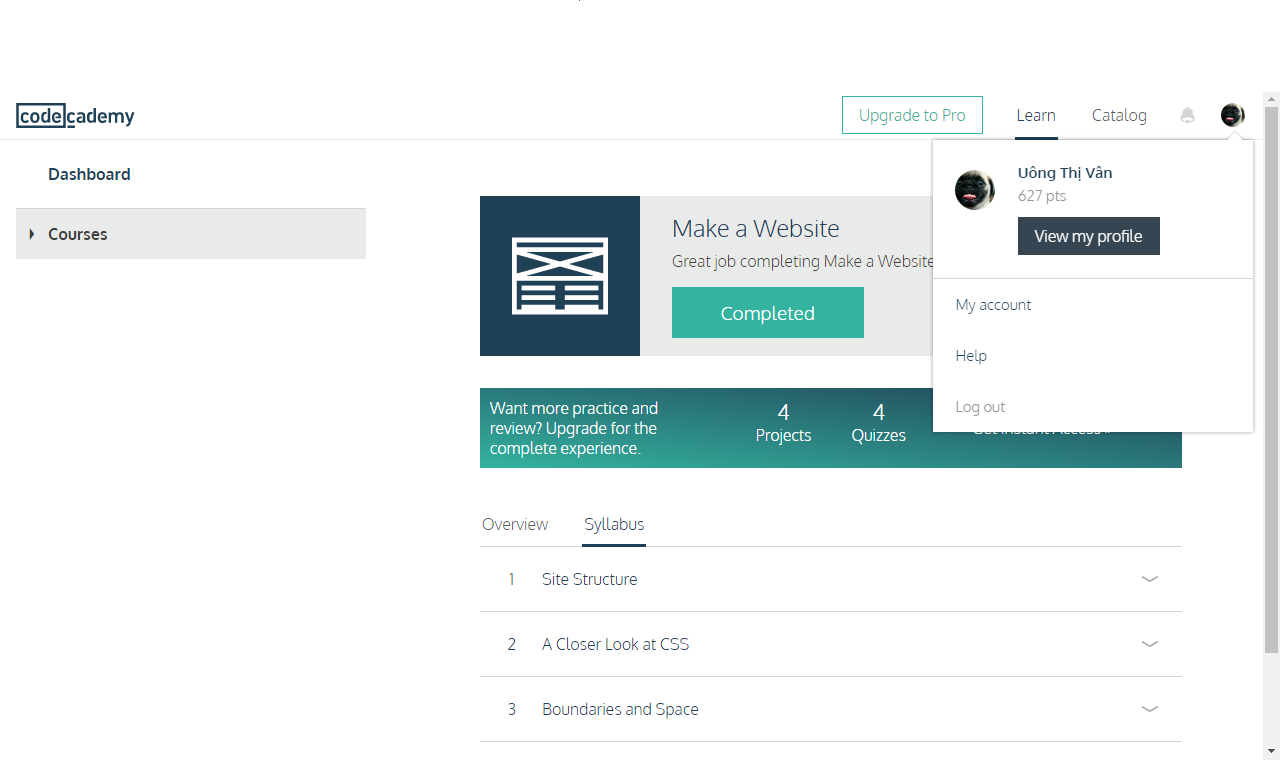 codecademy
Upgrade to Pro
Learn
Catalog
Dashboard
Courses
Uông Thị Vân
627 pts
View my profile
My account
Help
Log out
Make a Website
Great job completing Make a Website
Completed
Want more practice and
review? Upgrade for the
complete experience.
4
Projects
4
Quizzes
Get Instant Access
Overview
Syllabus
1 Site Structure
2 A Closer Look at CSS
3 Boundaries and Space